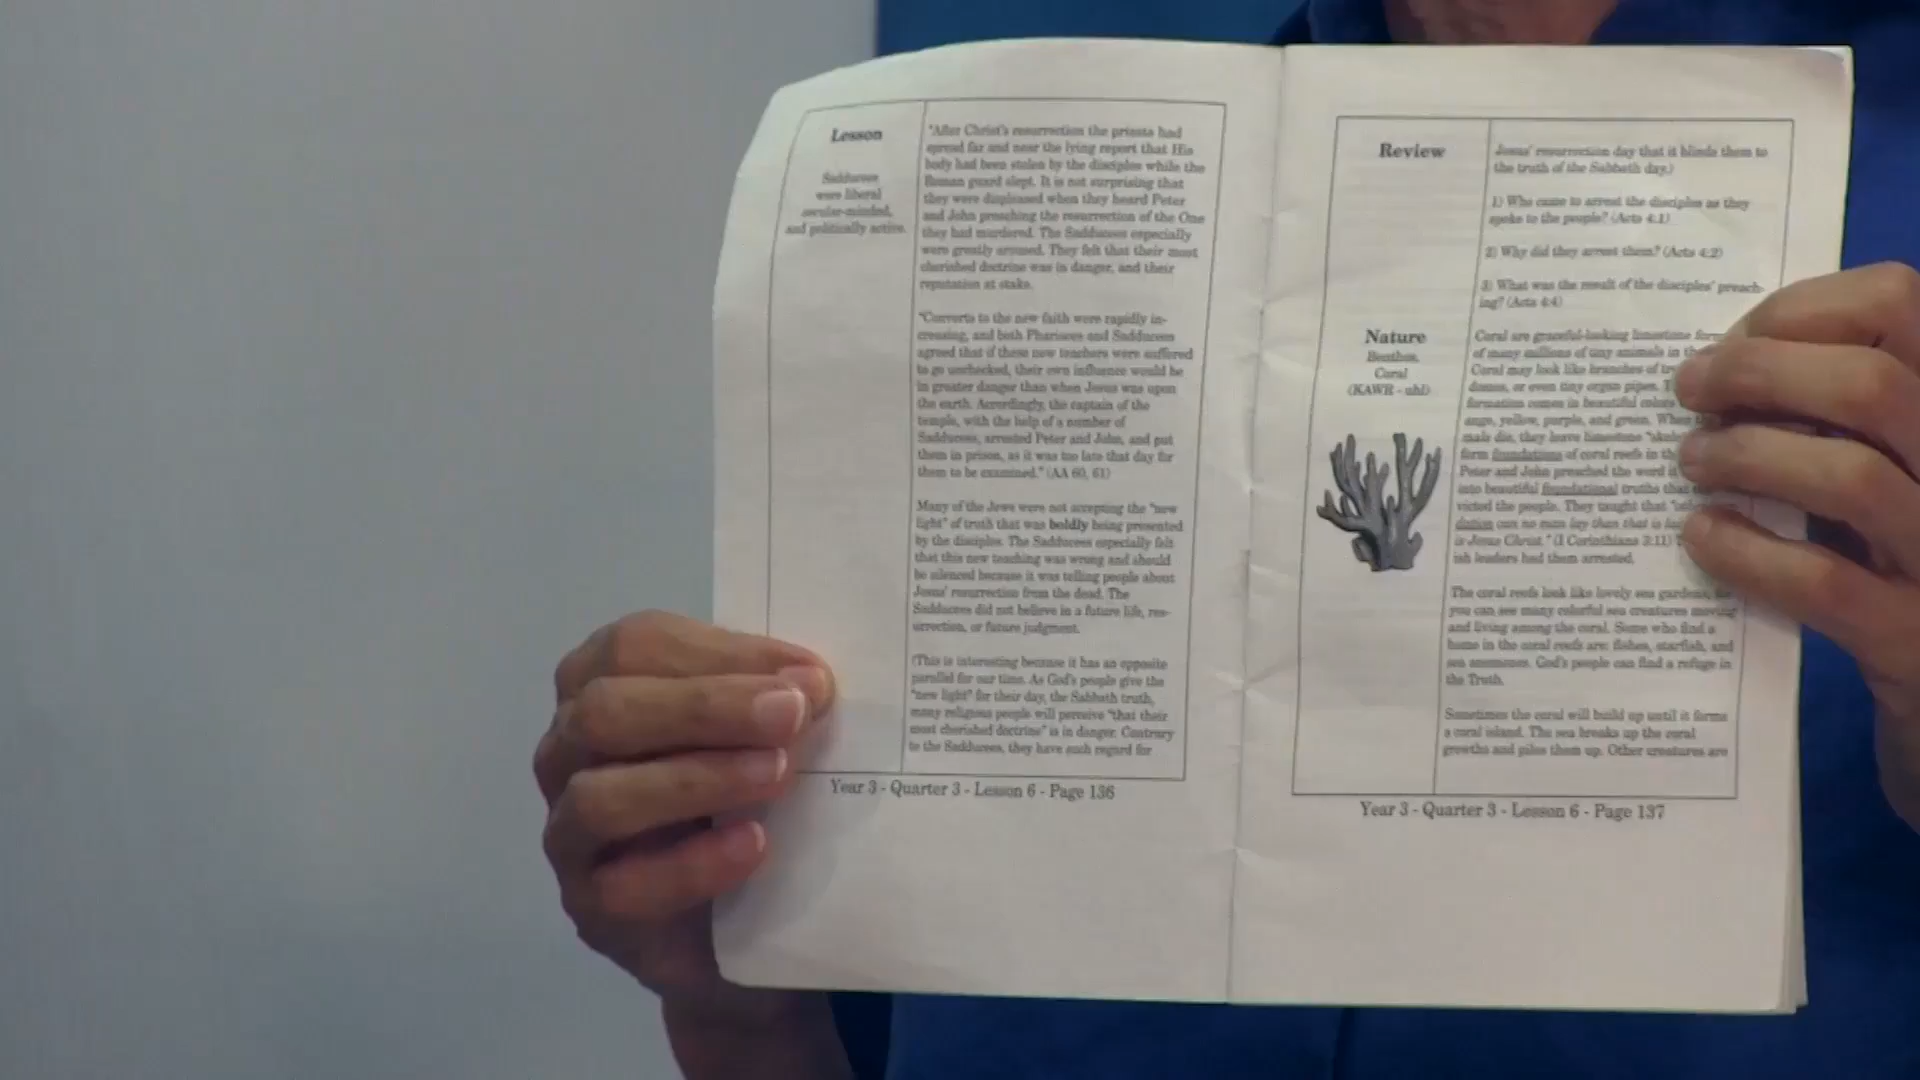 Lesson
Sadducees
were liberal
secular-minded,
and politically active.
"After Christ's resurrection the priests had
spread far and near the lying report that His
body had been stolen by the disciples while the
Roman guard slept. It is not surprising that
they were displeased when they heard Peter
and John preaching the resurrection of the One
they had murdered. The Sadducees especially
were greatly aroused. They felt that their most
cherished doctrine was in danger, and their
reputation at stake.
"Converts to the new faith were rapidly in-
creasing, and both Pharisees and Sadducees
agreed that if these new teachers were suffered
to go unchecked, their own influence would be
in greater danger than when Jesus was upon
the earth. Accordingly, the captain of the
temple, with the help of a number of
Sadducees, arrested Peter and John, and put
them in prison, as it was too late that day for
them to be examined." (AA 60, 61)
Many of the Jews were not accepting the "new
light" of truth that was boldly being presented
by the disciples. The Sadducees especially felt
that this new teaching was wrong and should
be silenced because it was telling people about
Jesus' resurrection from the dead. The
Sadducees did not believe in a future life, res-
urrection, or future judgment.
(This is interesting because it has an opposite
parallel for our time. As God's people give the
"new light" for their day, the Sabbath truth,
many religious people will perceive "that their
most cherished doctrine" is in danger. Contrary
to the Sadducees, they have such regard for
Year 3 - Quarter 3 - Lesson 6 - Page 136
Review
Jesus' resurrection day that it blinds them to
the truth of the Sabbath day.)
1) Who came to arrest the disciples as they
spoke to the people? (Acts 4:1)
2) Why did they arrest them? (Acts 4:2)
3) What was the result of the disciples' preach-
ing? (Acts 4:4)
Nature
Benthos,
Coral
(KAWR - uhl)
Coral are graceful-looking limestone
of many millions of tiny animals in
Coral may look like branches of
domes, or even tiny organ pipes.
formation comes in beautiful colors
ange, yellow, purple, and green. When
mals die, they leave limestone
form foundations of coral reefs in
Peter and John preached the word it
into beautiful foundational truths that
victed the people. They taught that
dation can no man lay than that is
is Jesus Christ." (I Corinthians 3:11)
ish leaders had them arrested.
The coral reefs look like lovely sea gardens,
you can see many colorful sea creatures moving
and living among the coral. Some who find a
home in the coral reefs are: fishes, starfish, and
sea anemones. God's people can find a refuge in
the Truth.
Sometimes the coral will build up until it forms
a coral island. The sea breaks up the coral
growths and piles them up. Other creatures are
Year 3 - Quarter 3 - Lesson 6 - Page 137